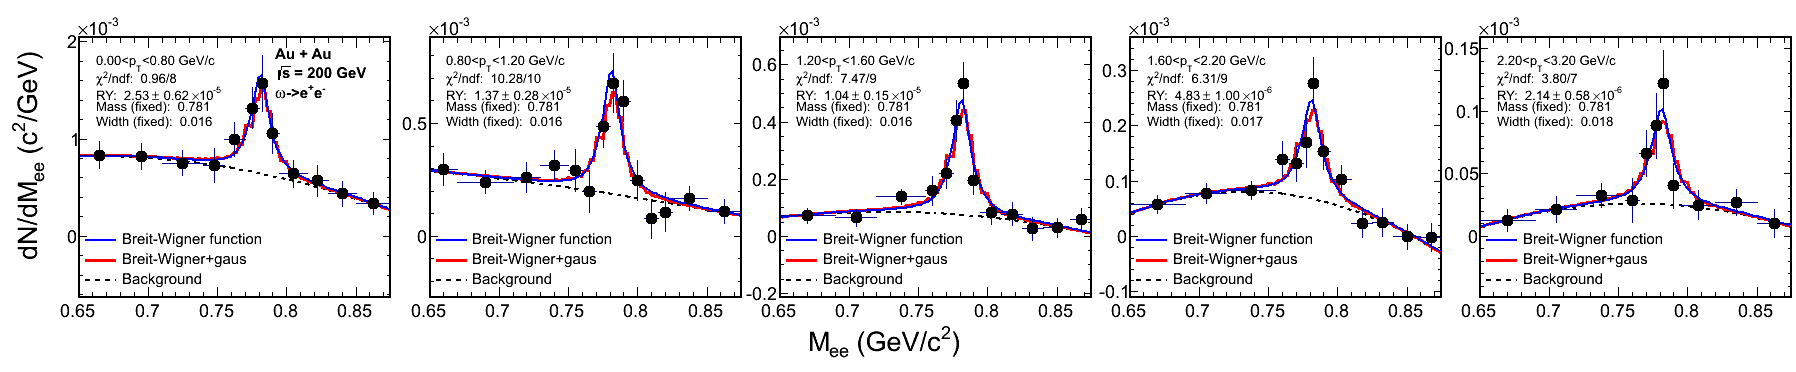 ×10⁻³
2
1
0
dN/dMee (c²/GeV)
0.00<pT<0.80 GeV/c
χ²/ndf: 0.96/8
RY: 2.53 ± 0.62 ×10⁻⁵
Mass (fixed): 0.781
Width (fixed): 0.016
Au + Au
√s = 200 GeV
ω->e⁺e⁻
Breit-Wigner function
Breit-Wigner+gaus
Background
0.65 0.7 0.75 0.8 0.85
×10⁻³
0.5
0
0.80<pT<1.20 GeV/c
χ²/ndf: 10.28/10
RY: 1.37 ± 0.28 ×10⁻⁵
Mass (fixed): 0.781
Width (fixed): 0.016
Breit-Wigner function
Breit-Wigner+gaus
Background
0.65 0.7 0.75 0.8 0.85
×10⁻³
0.6
0.4
0.2
0
-0.2
1.20<pT<1.60 GeV/c
χ²/ndf: 7.47/9
RY: 1.04 ± 0.15 ×10⁻⁵
Mass (fixed): 0.781
Width (fixed): 0.016
Breit-Wigner function
Breit-Wigner+gaus
Background
0.65 0.7 0.75 0.8 0.85
×10⁻³
0.3
0.2
0.1
0
-0.1
1.60<pT<2.20 GeV/c
χ²/ndf: 6.31/9
RY: 4.83 ± 1.00 ×10⁻⁶
Mass (fixed): 0.781
Width (fixed): 0.017
Breit-Wigner function
Breit-Wigner+gaus
Background
0.65 0.7 0.75 0.8 0.85
×10⁻³
0.15
0.1
0.05
0
2.20<pT<3.20 GeV/c
χ²/ndf: 3.80/7
RY: 2.14 ± 0.58 ×10⁻⁶
Mass (fixed): 0.781
Width (fixed): 0.018
Breit-Wigner function
Breit-Wigner+gaus
Background
0.65 0.7 0.75 0.8 0.85
Mee (GeV/c²)